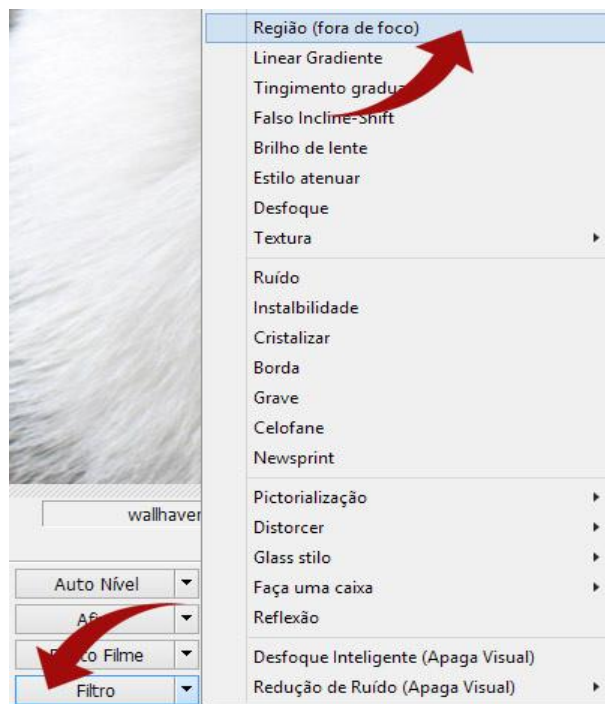 Região (fora de foco)
Linear Gradiente
Tingimento
Falso Incline-Shift
Brilho de lente
Estilo atenuar
Desfoque
Textura
Ruído
Instalbilidade
Cristalizar
Borda
Grave
Celofane
Newsprint
Pictorialização
Distorcer
Glass stilo
Faça uma caixa
Reflexão
Desfoque Inteligente (Apaga Visual)
Redução de Ruído (Apaga Visual)
wallhaven
Auto Nível
Filme
Filtro